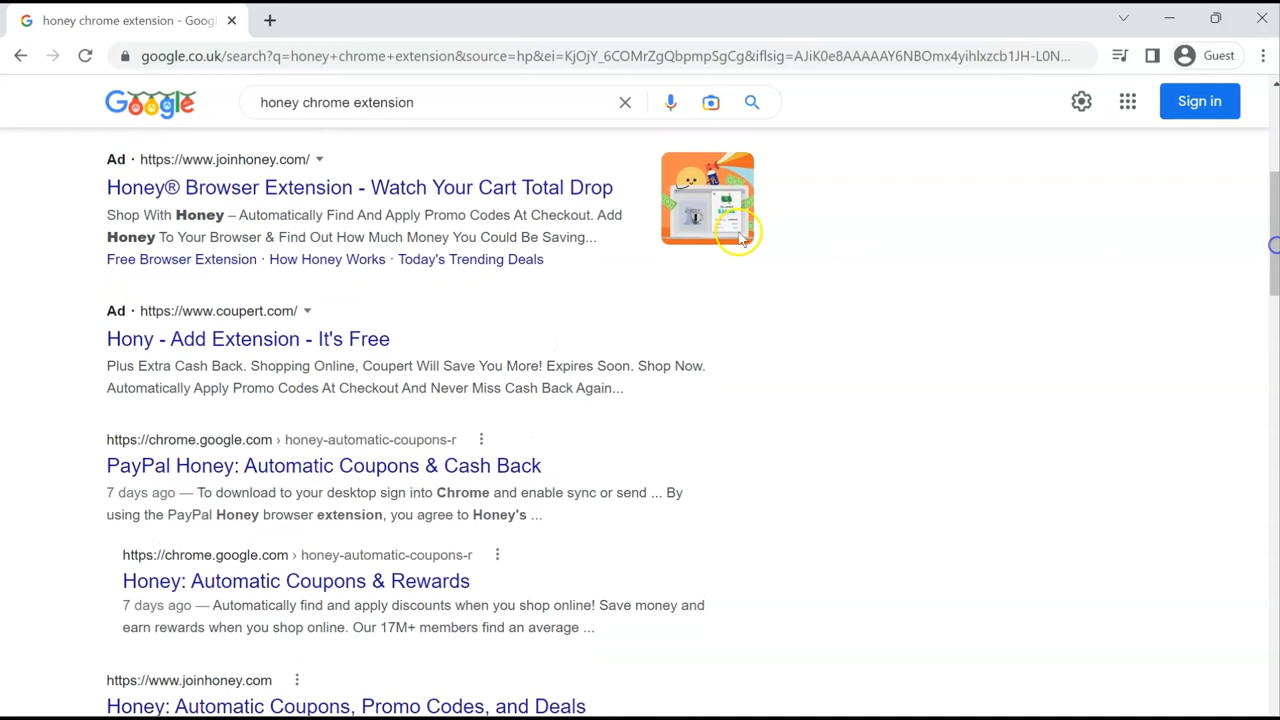 honey chrome extension - Goog
google.co.uk/search?q=honey+chrome+extension&source=hp&ei=KjOjY_6COMrZgQbpmpSgCg&iflsig=AJiK0e8AAAAAY6NBOmx4yihlxzcb1JH-L0N...
Guest
Google
honey chrome extension
Sign in
Ad · https://www.joinhoney.com/
Honey® Browser Extension - Watch Your Cart Total Drop
Shop With Honey – Automatically Find And Apply Promo Codes At Checkout. Add
Honey To Your Browser & Find Out How Much Money You Could Be Saving...
Free Browser Extension · How Honey Works · Today's Trending Deals
Ad · https://www.coupert.com/
Hony - Add Extension - It's Free
Plus Extra Cash Back. Shopping Online, Coupert Will Save You More! Expires Soon. Shop Now.
Automatically Apply Promo Codes At Checkout And Never Miss Cash Back Again...
https://chrome.google.com › honey-automatic-coupons-r
PayPal Honey: Automatic Coupons & Cash Back
7 days ago — To download to your desktop sign into Chrome and enable sync or send ... By
using the PayPal Honey browser extension, you agree to Honey's ...
https://chrome.google.com › honey-automatic-coupons-r
Honey: Automatic Coupons & Rewards
7 days ago — Automatically find and apply discounts when you shop online! Save money and
earn rewards when you shop online. Our 17M+ members find an average ...
https://www.joinhoney.com
Honey: Automatic Coupons, Promo Codes, and Deals